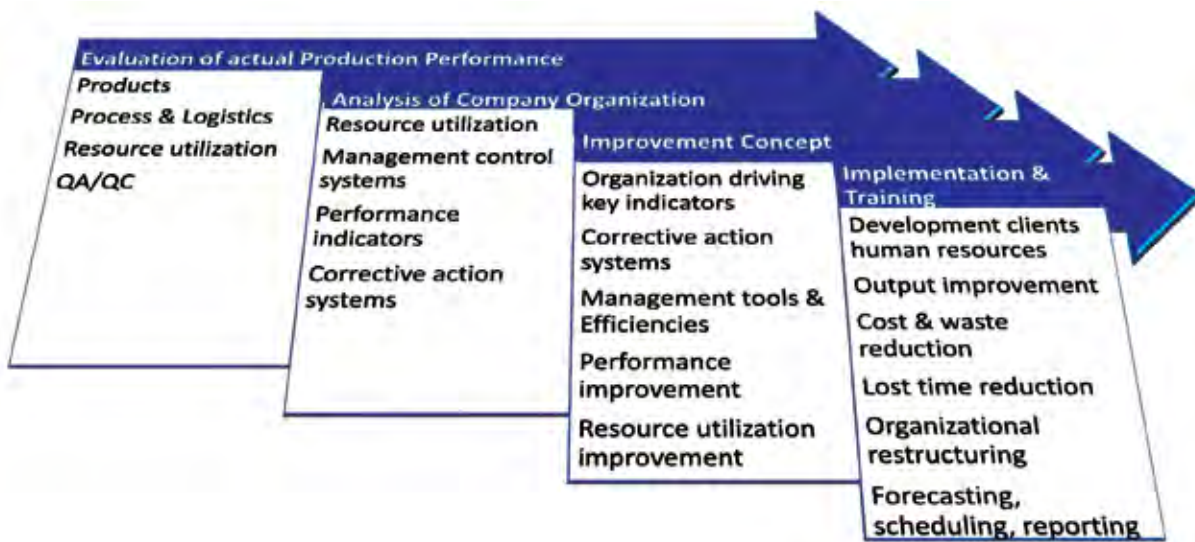 Evaluation of actual Production Performance
Products
Process & Logistics
Resource utilization
QA/QC
Analysis of Company Organization
Resource utilization
Management control
systems
Performance
indicators
Corrective action
systems
Improvement Concept
Organization driving
key indicators
Corrective action
systems
Management tools &
Efficiencies
Performance
improvement
Resource utilization
improvement
Implementation &
Training
Development clients
human resources
Output improvement
Cost & waste
reduction
Lost time reduction
Organizational
restructuring
Forecasting,
scheduling, reporting